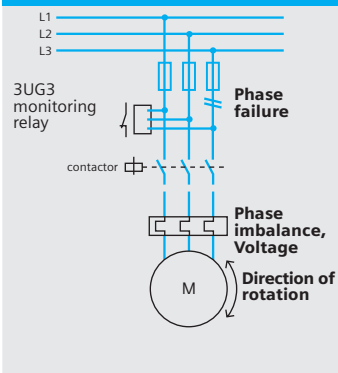 L1
L2
L3
3UG3
monitoring
relay
Phase
failure
contactor
Phase
imbalance,
Voltage
M
Direction of
rotation